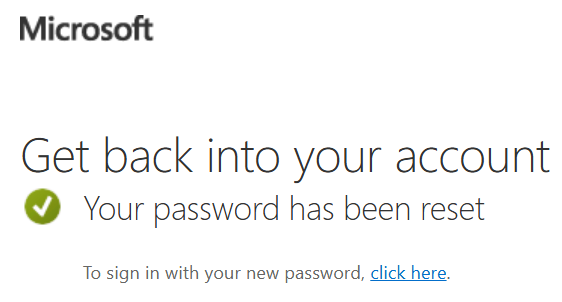 Microsoft
Get back into your account
Your password has been reset
To sign in with your new password, click here.